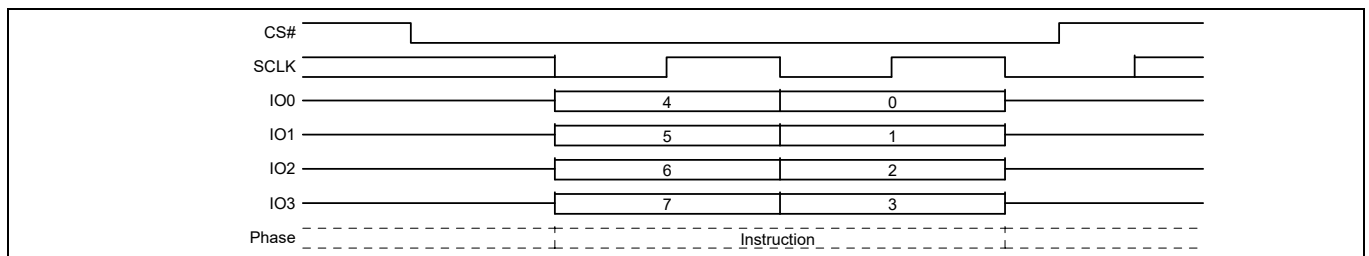 CS#
SCLK
IO0 4 0
IO1 5 1
IO2 6 2
IO3 7 3
Phase Instruction